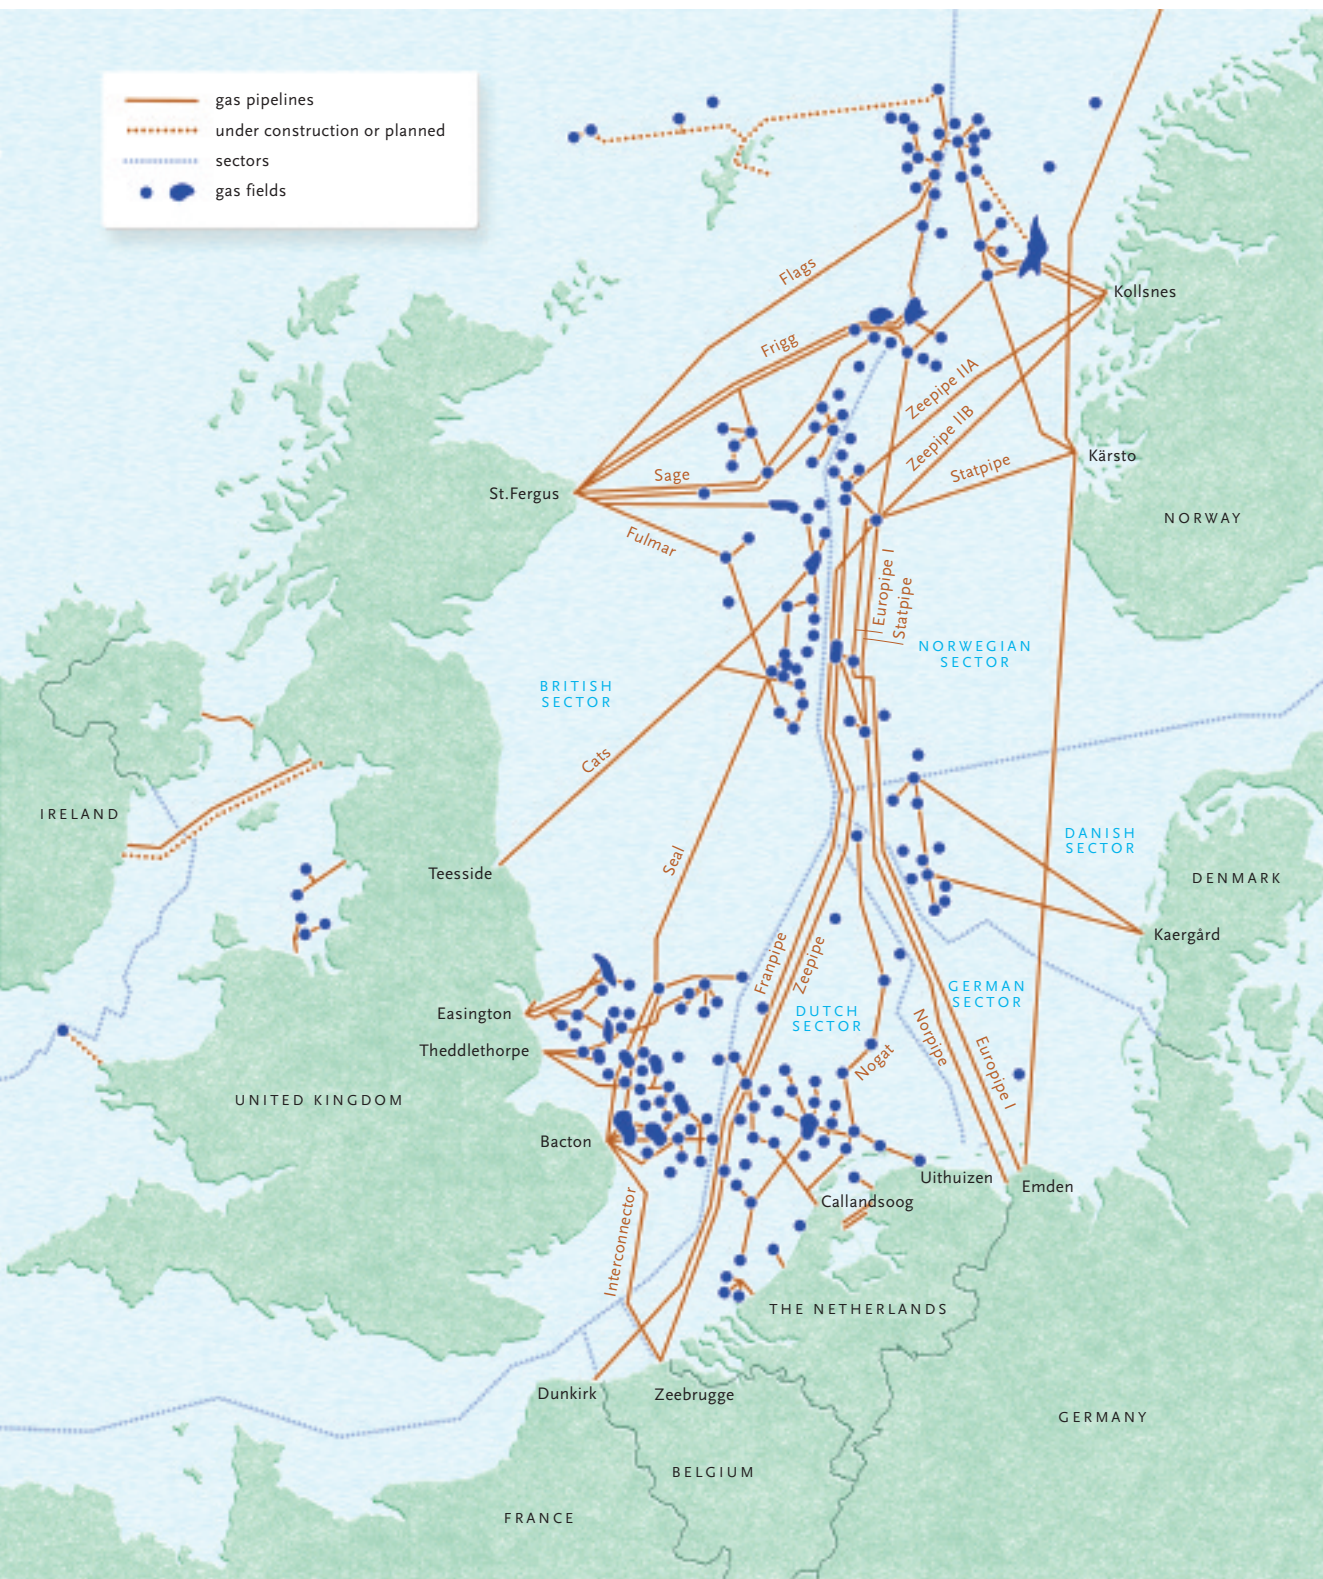 gas pipelines
under construction or planned
sectors
gas fields
Flags
Kollsnes
Frigg
Zeepipe IIA
Zeepipe IIB
Statpipe
Kärsto
Sage
St.Fergus
NORWAY
Fulmar
Europipe I
Statpipe
NORWEGIAN
SECTOR
BRITISH
SECTOR
Cats
IRELAND
DANISH
SECTOR
Seal
Teesside
DENMARK
Kaergård
Franpipe
Zeepipe
GERMAN
SECTOR
Easington
DUTCH
SECTOR
Norpipe
Europipe I
Theddlethorpe
Nogat
UNITED KINGDOM
Bacton
Uithuizen
Emden
Callandsoog
Interconnector
THE NETHERLANDS
Dunkirk
Zeebrugge
GERMANY
BELGIUM
FRANCE